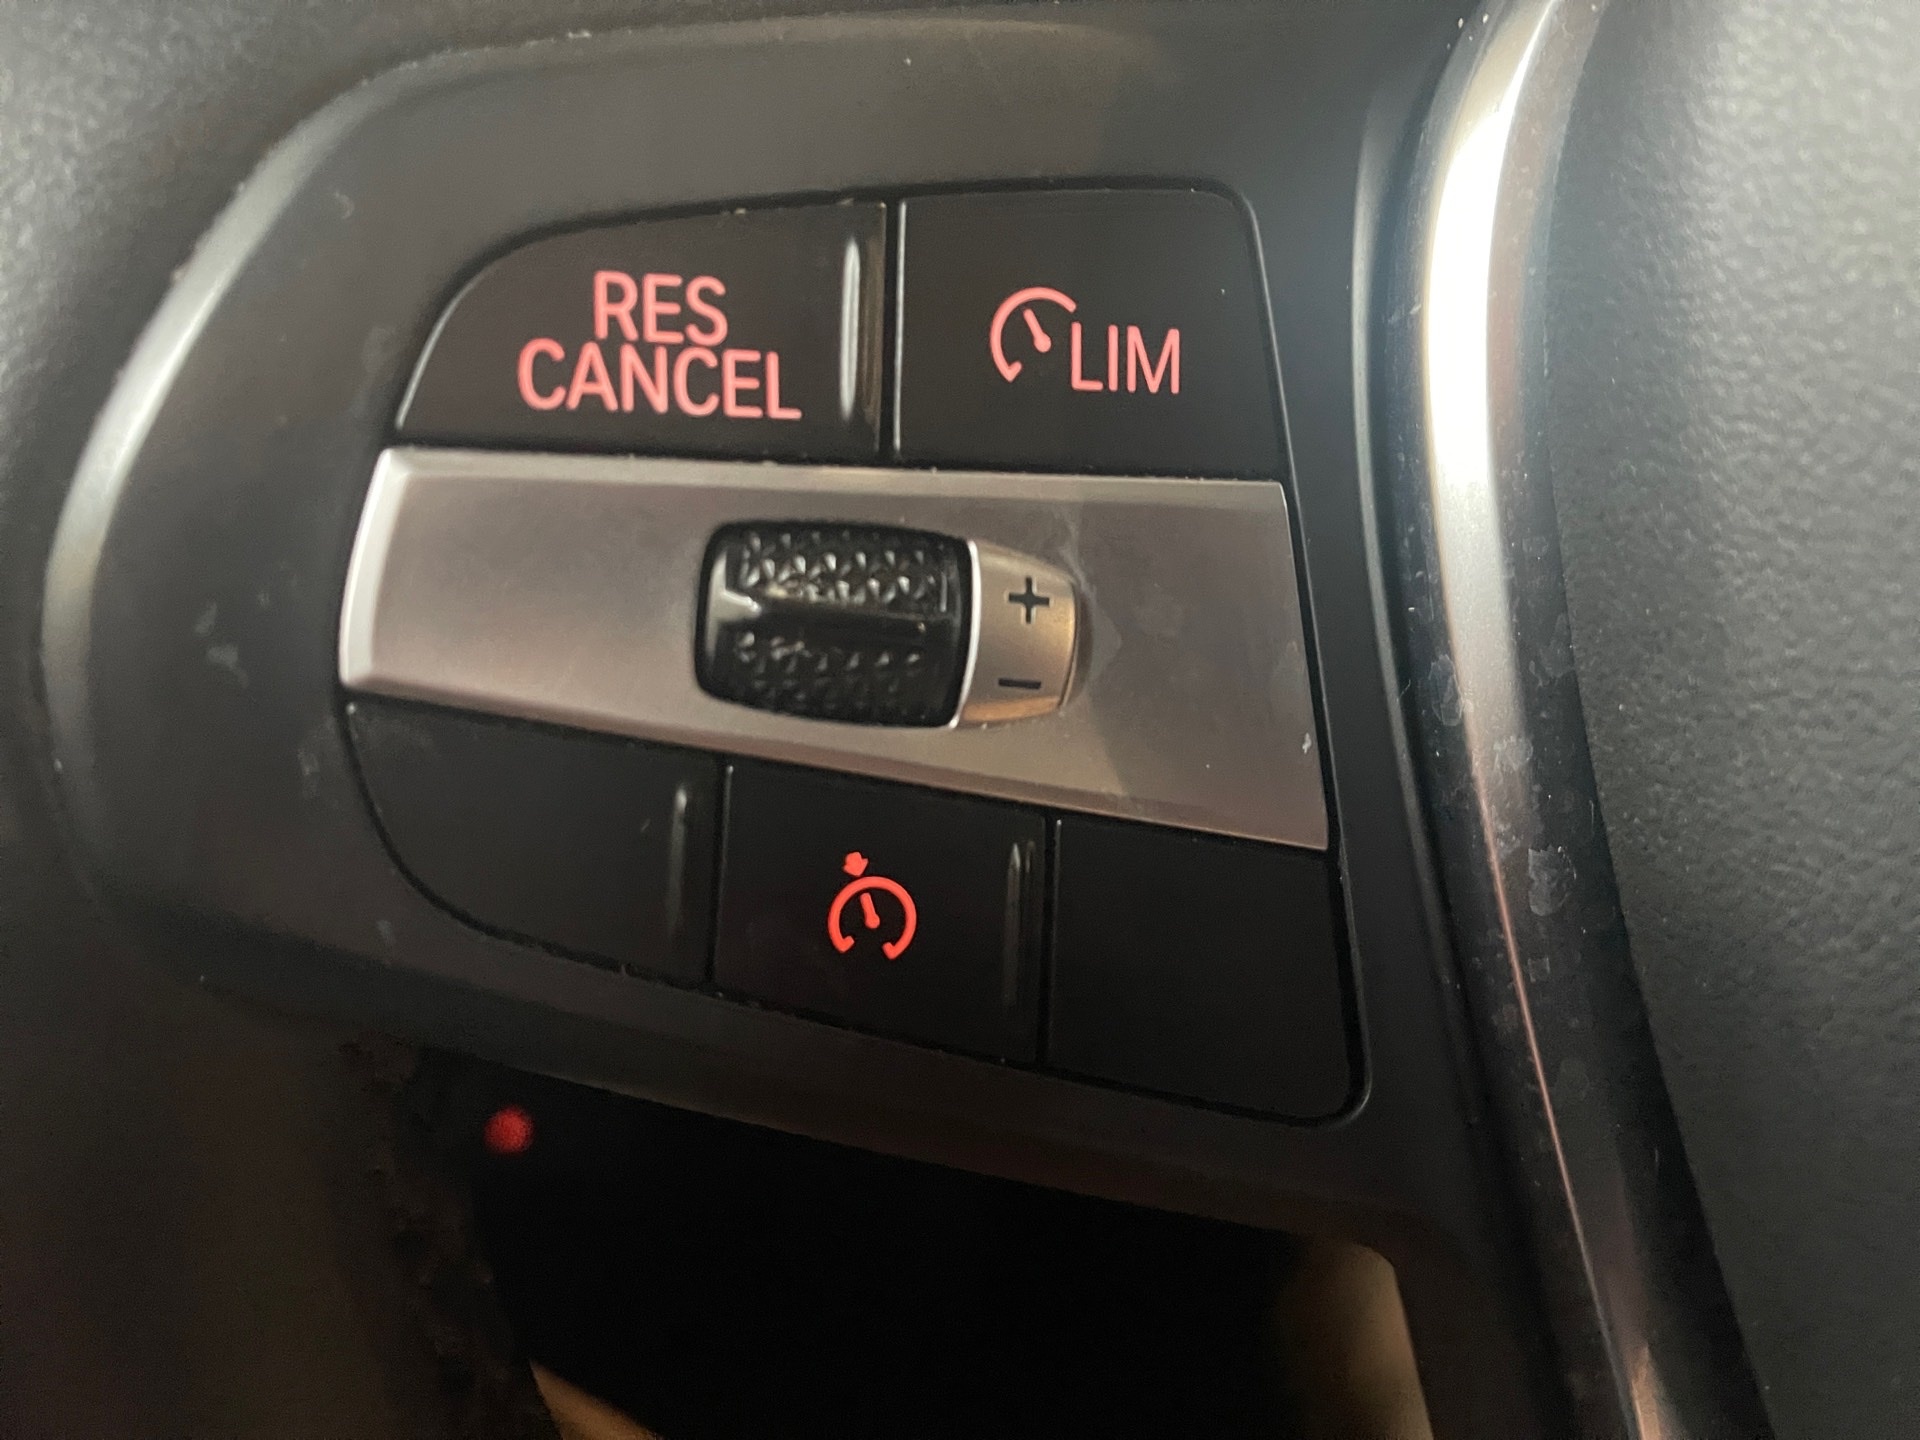 RES
CANCEL
LIM
+
-